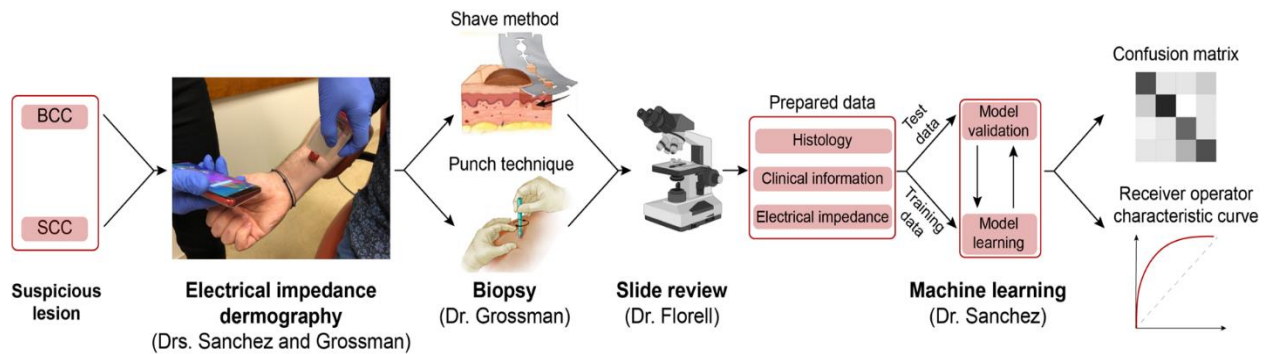 BCC
SCC
Suspicious
lesion
Electrical impedance
dermography
(Drs. Sanchez and Grossman)
Shave method
Punch technique
Biopsy
(Dr. Grossman)
Slide review
(Dr. Florell)
Prepared data
Histology
Clinical information
Electrical impedance
Test
data
Training
data
Model
validation
Model
learning
Machine learning
(Dr. Sanchez)
Confusion matrix
Receiver operator
characteristic curve